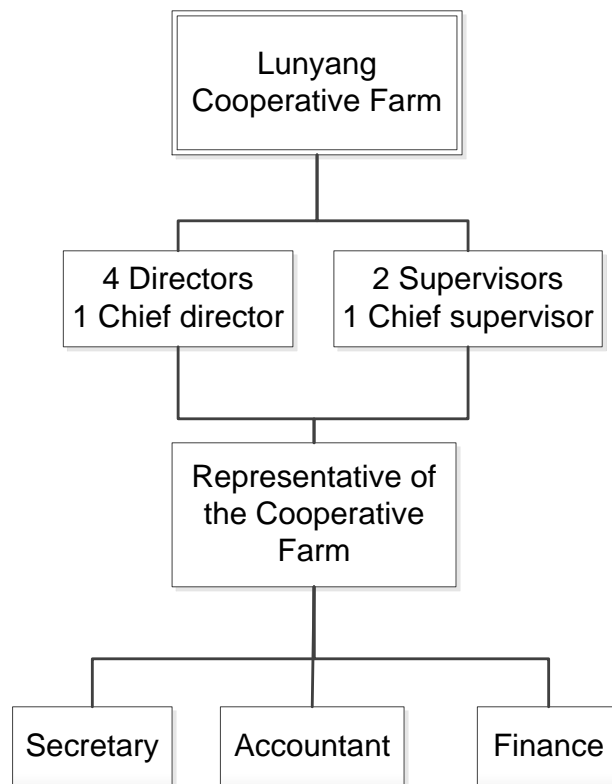 Lunyang
Cooperative Farm
4 Directors
1 Chief director
2 Supervisors
1 Chief supervisor
Representative of
the Cooperative
Farm
Secretary
Accountant
Finance